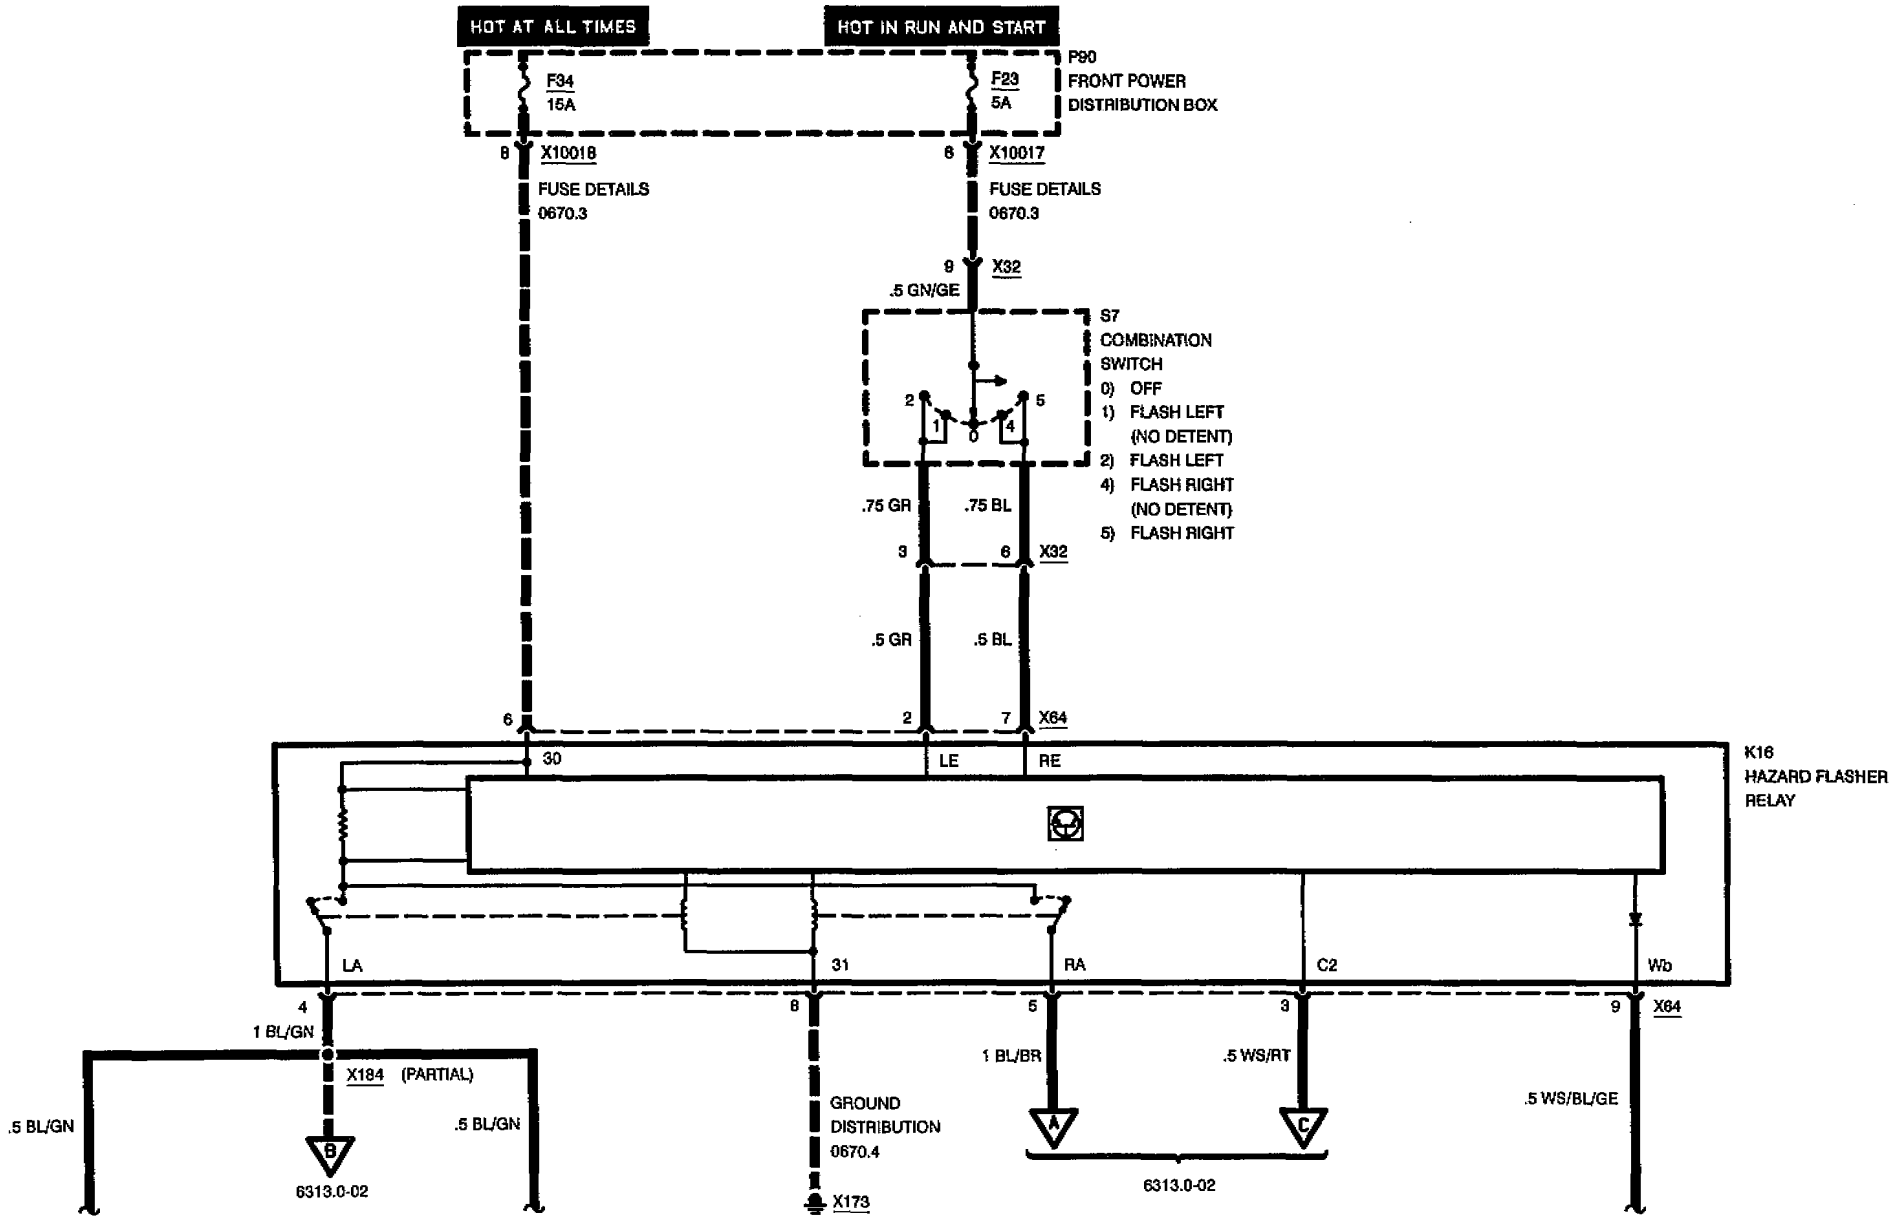 HOT AT ALL TIMES
HOT IN RUN AND START
P90
FRONT POWER
DISTRIBUTION BOX
F34
15A
F23
5A
8 X10018
6 X10017
FUSE DETAILS
0670.3
FUSE DETAILS
0670.3
9 X32
.5 GN/GE
S7
COMBINATION
SWITCH
0) OFF
1) FLASH LEFT
(NO DETENT)
2) FLASH LEFT
4) FLASH RIGHT
(NO DETENT)
5) FLASH RIGHT
2
1
0
4
5
.75 GR
.75 BL
3
6 X32
.5 GR
.5 BL
6
2
7 X64
30
LE
RE
K16
HAZARD FLASHER
RELAY
LA
31
RA
C2
Wb
4
8
5
3
9 X64
1 BL/GN
X184 (PARTIAL)
1 BL/BR
.5 WS/RT
.5 WS/BL/GE
.5 BL/GN
.5 BL/GN
B
6313.0-02
GROUND
DISTRIBUTION
0670.4
X173
A
C
6313.0-02